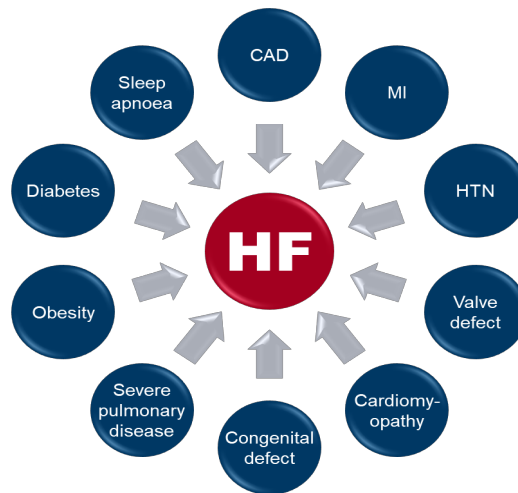 CAD
MI
HTN
Valve
defect
Cardiomy-
opathy
Congenital
defect
Severe
pulmonary
disease
Obesity
Diabetes
Sleep
apnoea
HF